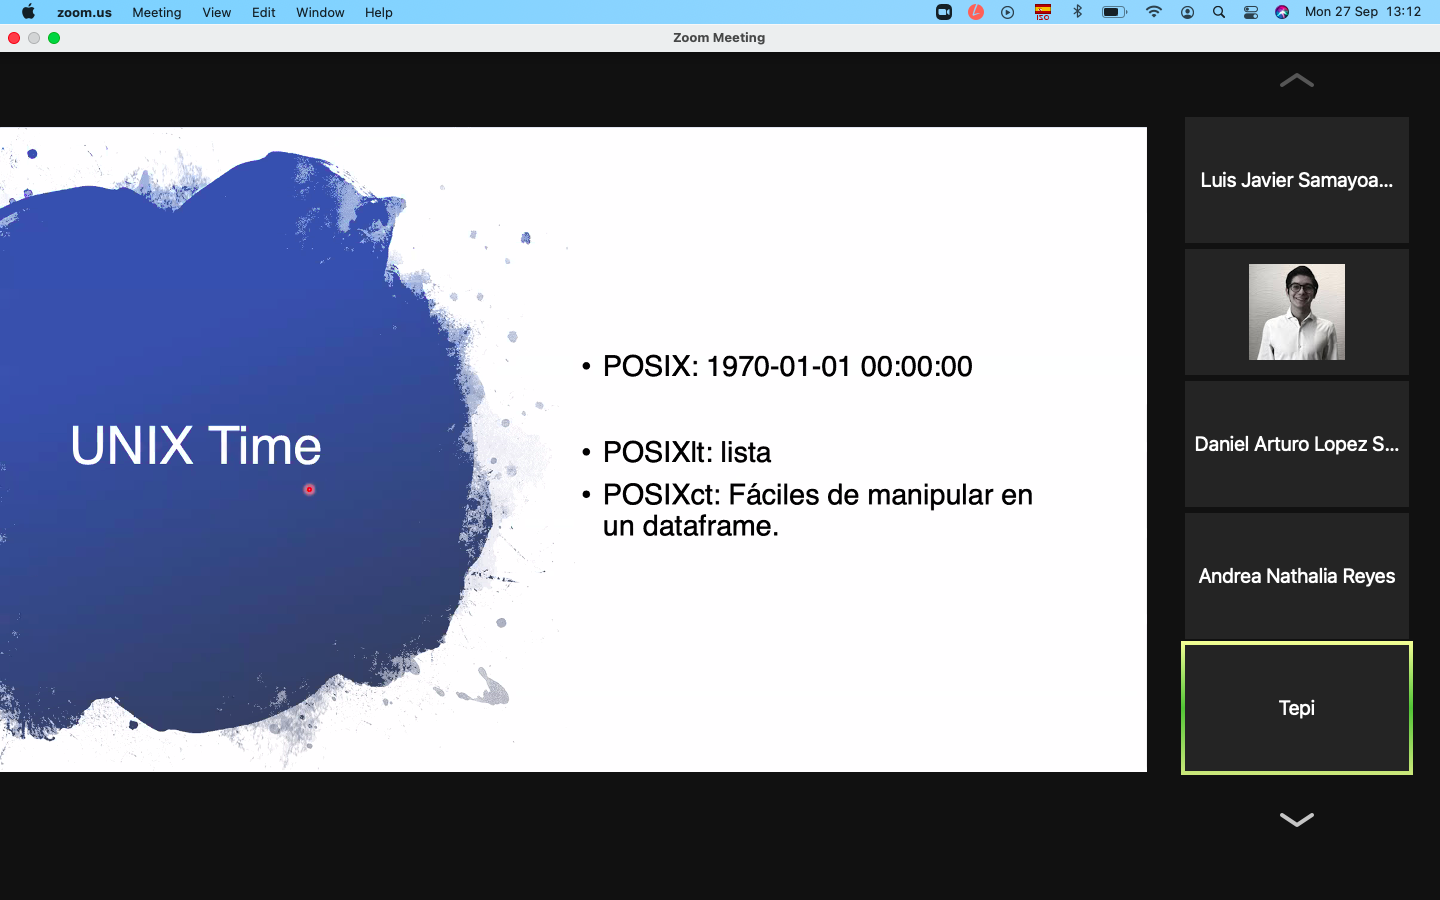 zoom.us Meeting View Edit Window Help
ISO
Mon 27 Sep 13:12
Zoom Meeting
UNIX Time
• POSIX: 1970-01-01 00:00:00
• POSIXlt: lista
• POSIXct: Fáciles de manipular en
un dataframe.
Luis Javier Samayoa...
Daniel Arturo Lopez S...
Andrea Nathalia Reyes
Tepi